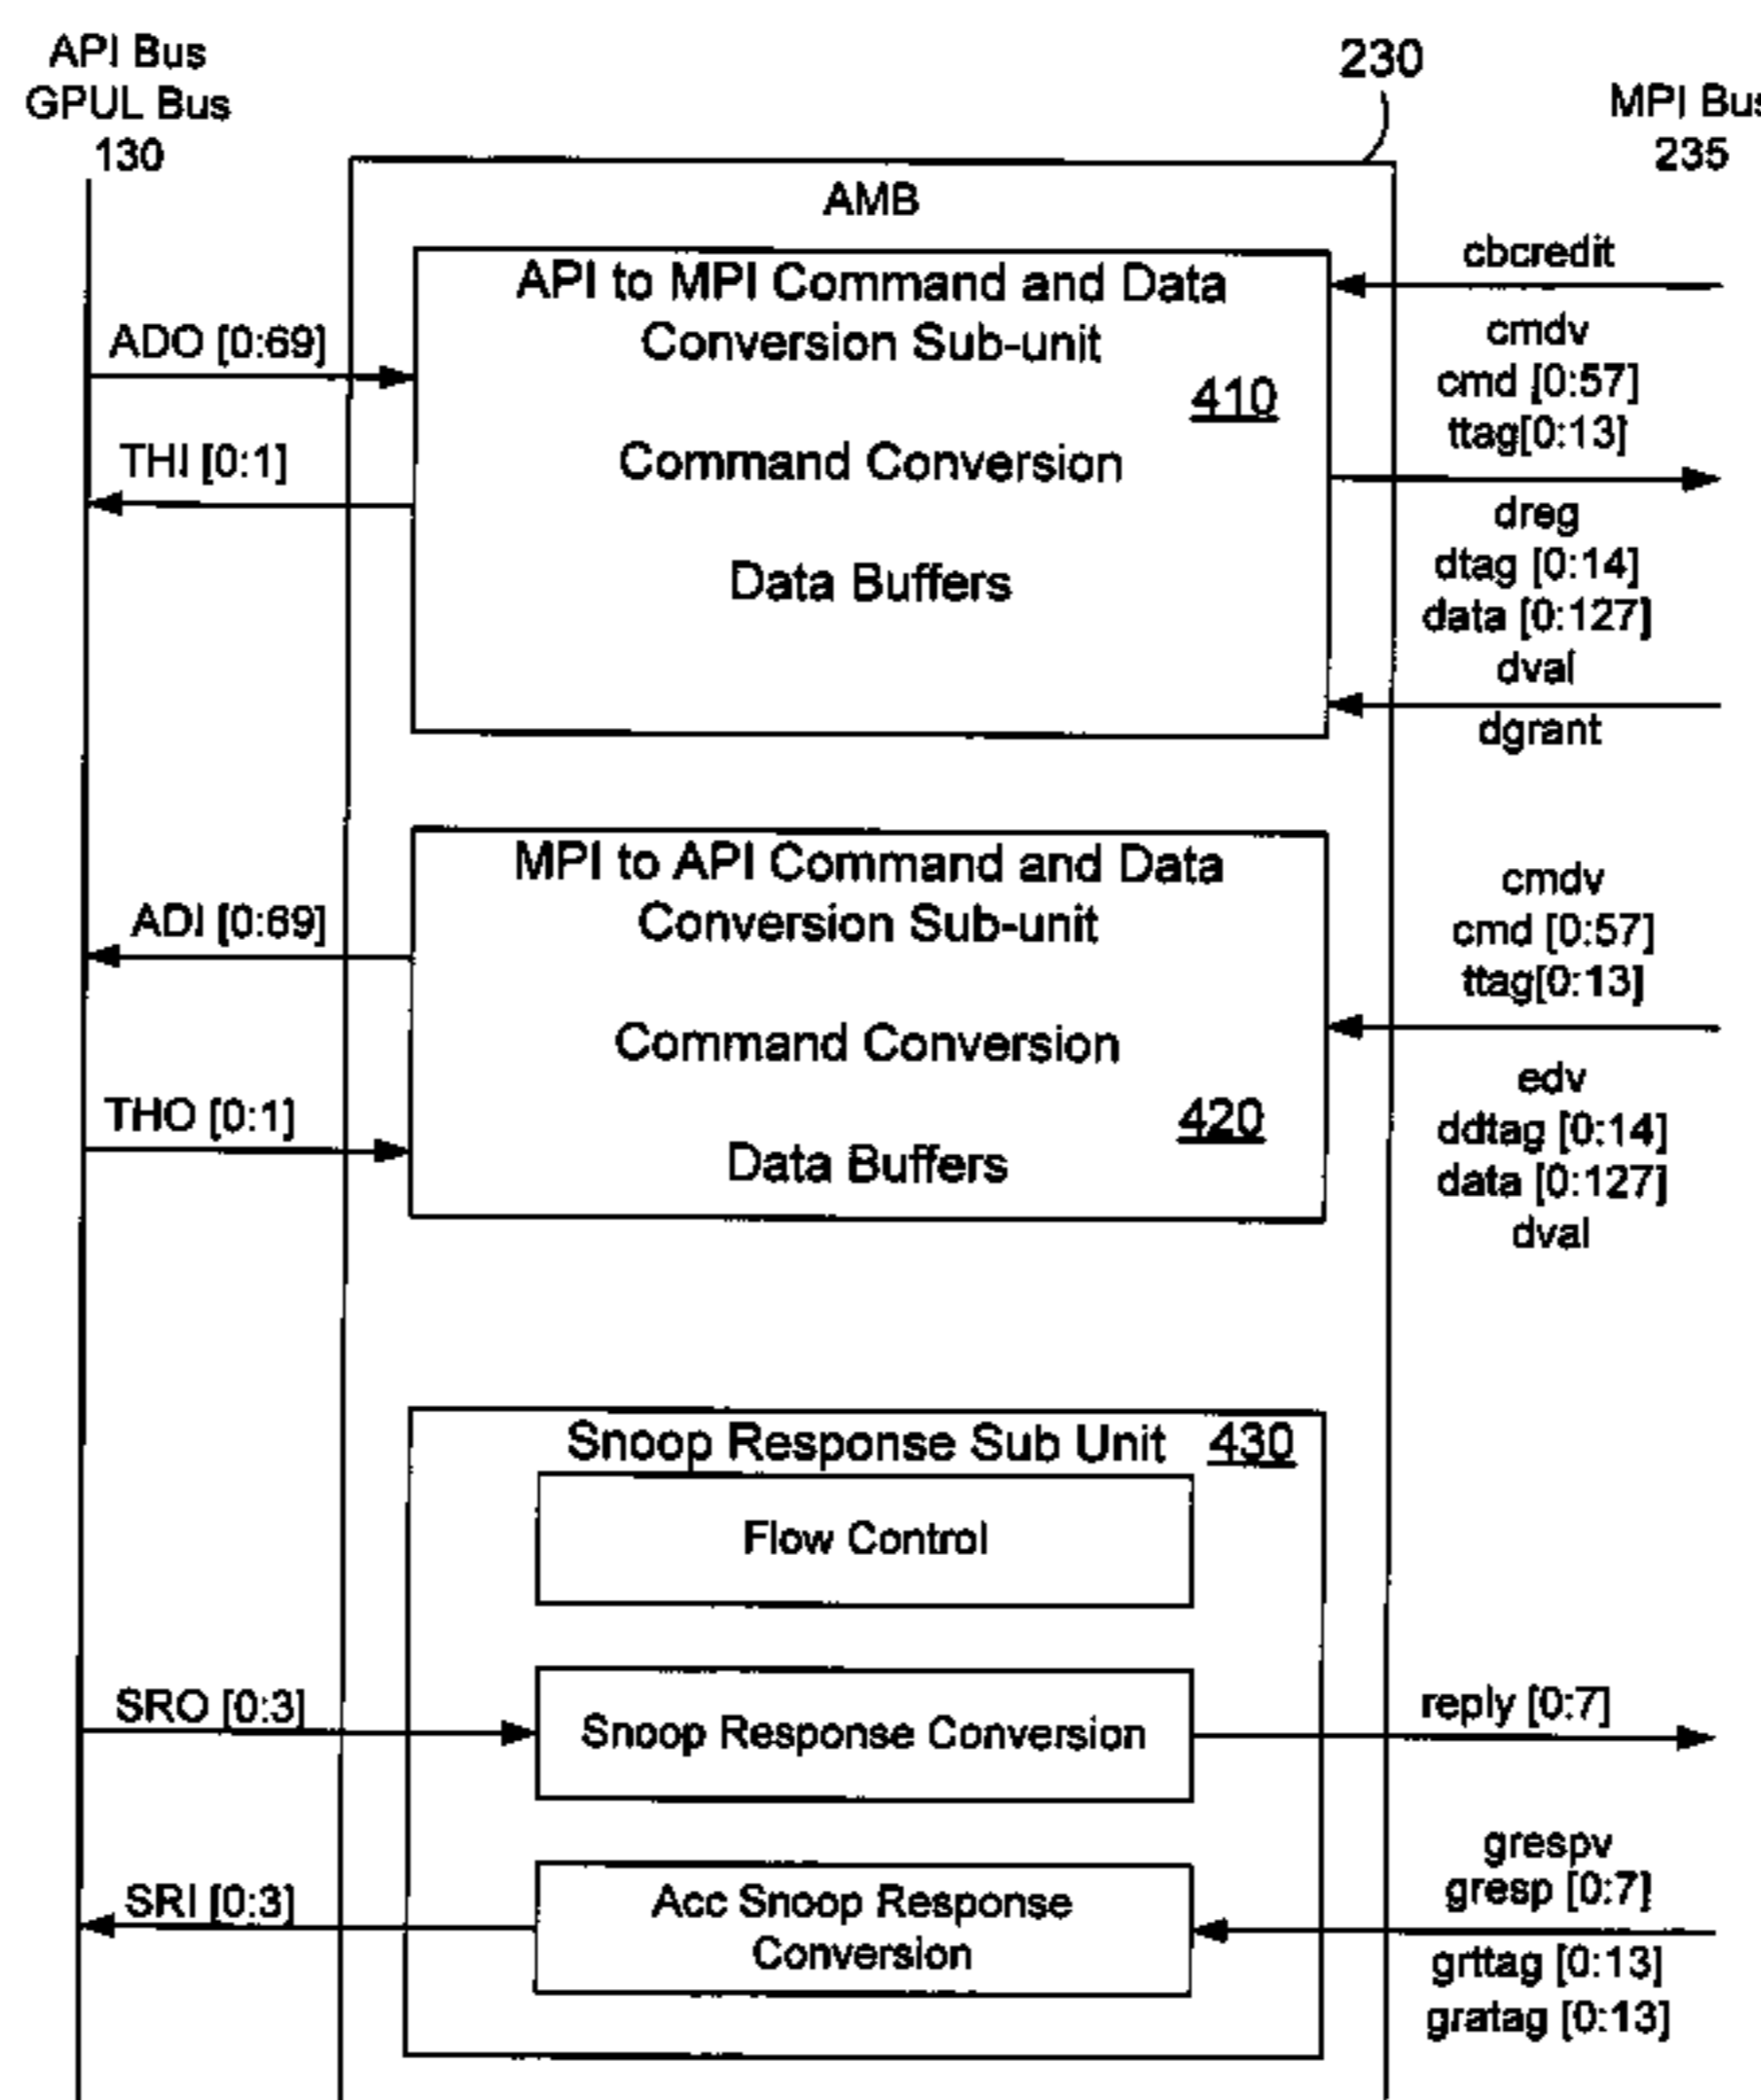 API Bus
GPUL Bus
130
230
MPI Bus
235
AMB
API to MPI Command and Data
Conversion Sub-unit
410
Command Conversion
Data Buffers
ADO [0:69]
THI [0:1]
cbcredit
cmdv
cmd [0:57]
ttag[0:13]
dreg
dtag [0:14]
data [0:127]
dval
dgrant
MPI to API Command and Data
Conversion Sub-unit
Command Conversion
420
Data Buffers
ADI [0:69]
THO [0:1]
cmdv
cmd [0:57]
ttag[0:13]
edv
ddtag [0:14]
data [0:127]
dval
Snoop Response Sub Unit 430
Flow Control
SRO [0:3]
Snoop Response Conversion
reply [0:7]
SRI [0:3]
Acc Snoop Response
Conversion
grespv
gresp [0:7]
grttag [0:13]
gratag [0:13]